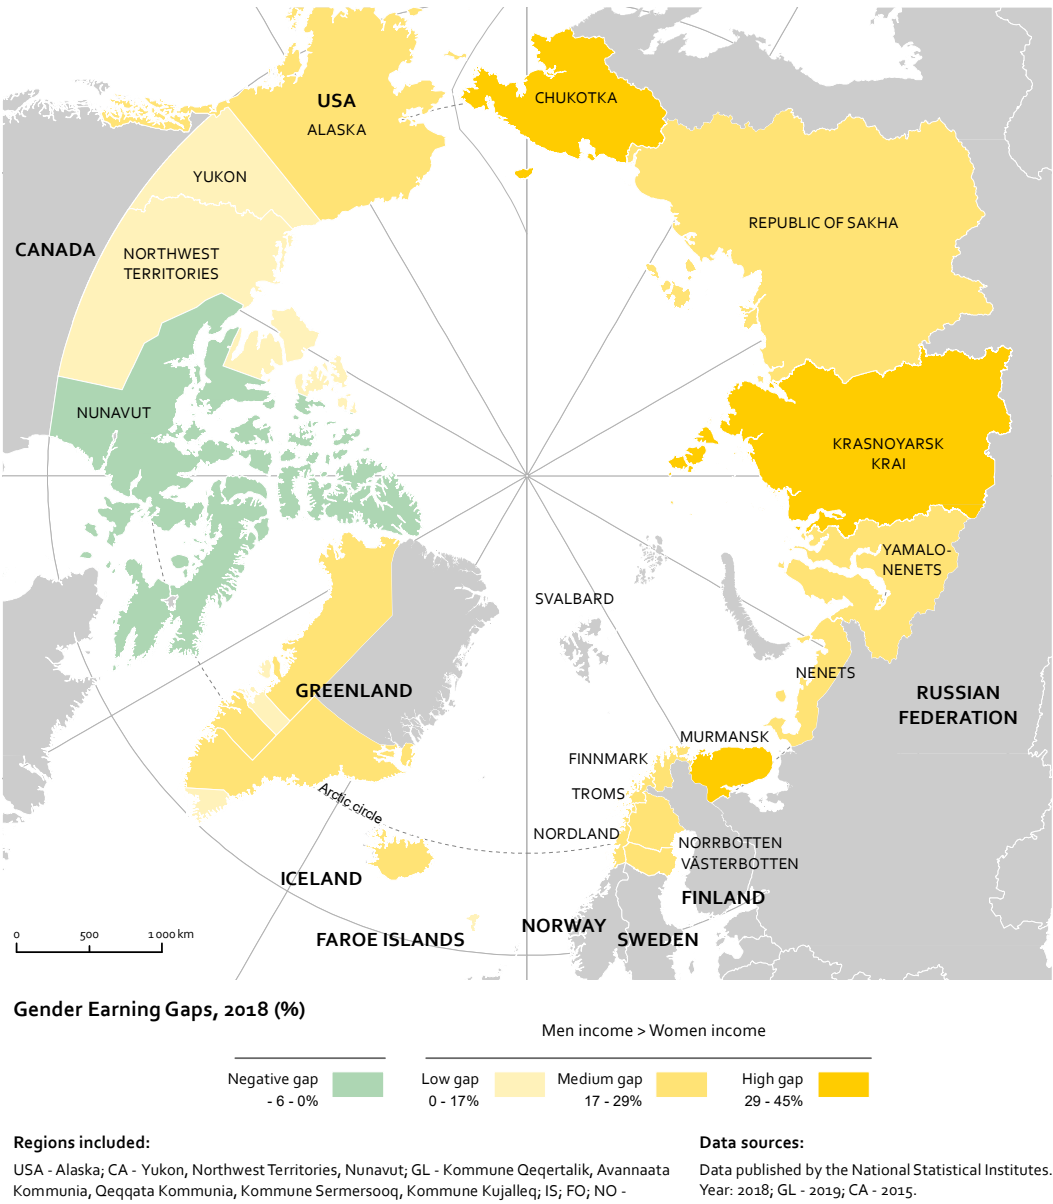 USA
ALASKA
CHUKOTKA
YUKON
REPUBLIC OF SAKHA
CANADA
NORTHWEST
TERRITORIES
NUNAVUT
KRASNOYARSK
KRAI
YAMALO-
NENETS
SVALBARD
NENETS
GREENLAND
RUSSIAN
FEDERATION
MURMANSK
FINNMARK
TROMS
Arctic circle
NORDLAND
NORRBOTTEN
VÄSTERBOTTEN
ICELAND
FINLAND
NORWAY
FAROE ISLANDS
SWEDEN
0 500 1 000 km
Gender Earning Gaps, 2018 (%)
Men income > Women income
Negative gap
- 6 - 0%
Low gap
0 - 17%
Medium gap
17 - 29%
High gap
29 - 45%
Regions included:
USA - Alaska; CA - Yukon, Northwest Territories, Nunavut; GL - Kommune Qeqertalik, Avannaata
Kommunia, Qeqqata Kommunia, Kommune Sermersooq, Kommune Kujalleq; IS; FO; NO -
Data sources:
Data published by the National Statistical Institutes.
Year: 2018; GL - 2019; CA - 2015.